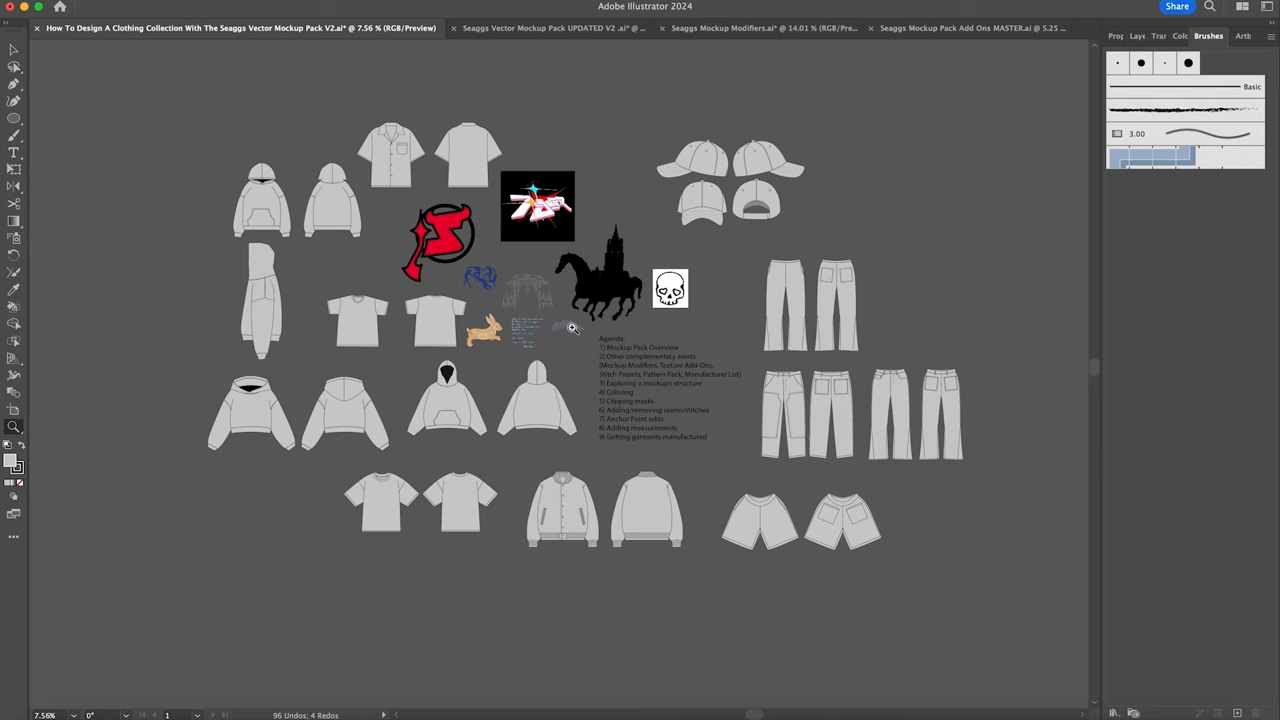 Adobe Illustrator 2024
Share
How To Design A Clothing Collection With The Seaggs Vector Mockup Pack V2.ai* @ 7.56 % (RGB/Preview)
Seaggs Vector Mockup Pack UPDATED V2 .ai* @ ...
Seaggs Mockup Modifiers.ai* @ 14.01 % (RGB/Pre...
Seaggs Mockup Pack Add Ons MASTER.ai @ 5.25 ...
Prop
Laye
Trar
Colo
Brushes
Artb
Basic
3.00
Agenda:
1) Mockup Pack Overview
2) Other complementary assets
(Mockup Modifiers, Texture Add-Ons,
Stitch Presets, Pattern Pack, Manufacturer List)
3) Exploring a mockup's structure
4) Coloring
5) Clipping masks
6) Adding/removing seams/stitches
7) Anchor Point edits
8) Adding measurements
9) Getting garments manufactured
7.56%
0°
1
96 Undos; 4 Redos